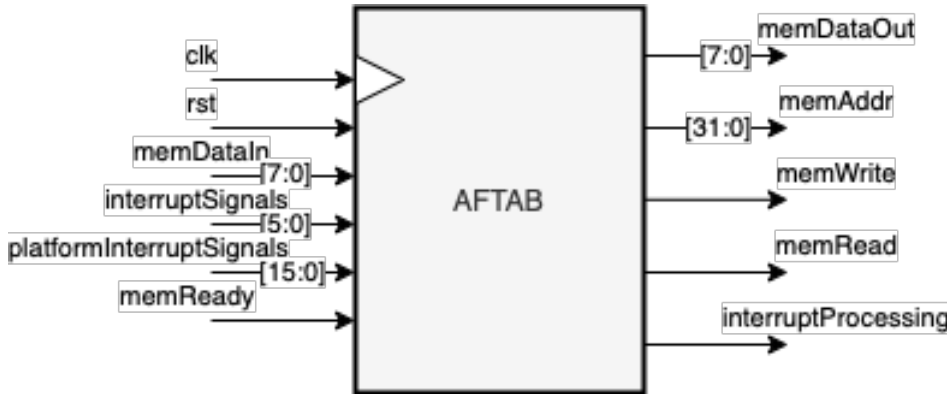 clk
rst
memDataIn
[7:0]
interruptSignals
[5:0]
platformInterruptSignals
[15:0]
memReady
AFTAB
memDataOut
[7:0]
memAddr
[31:0]
memWrite
memRead
interruptProcessing